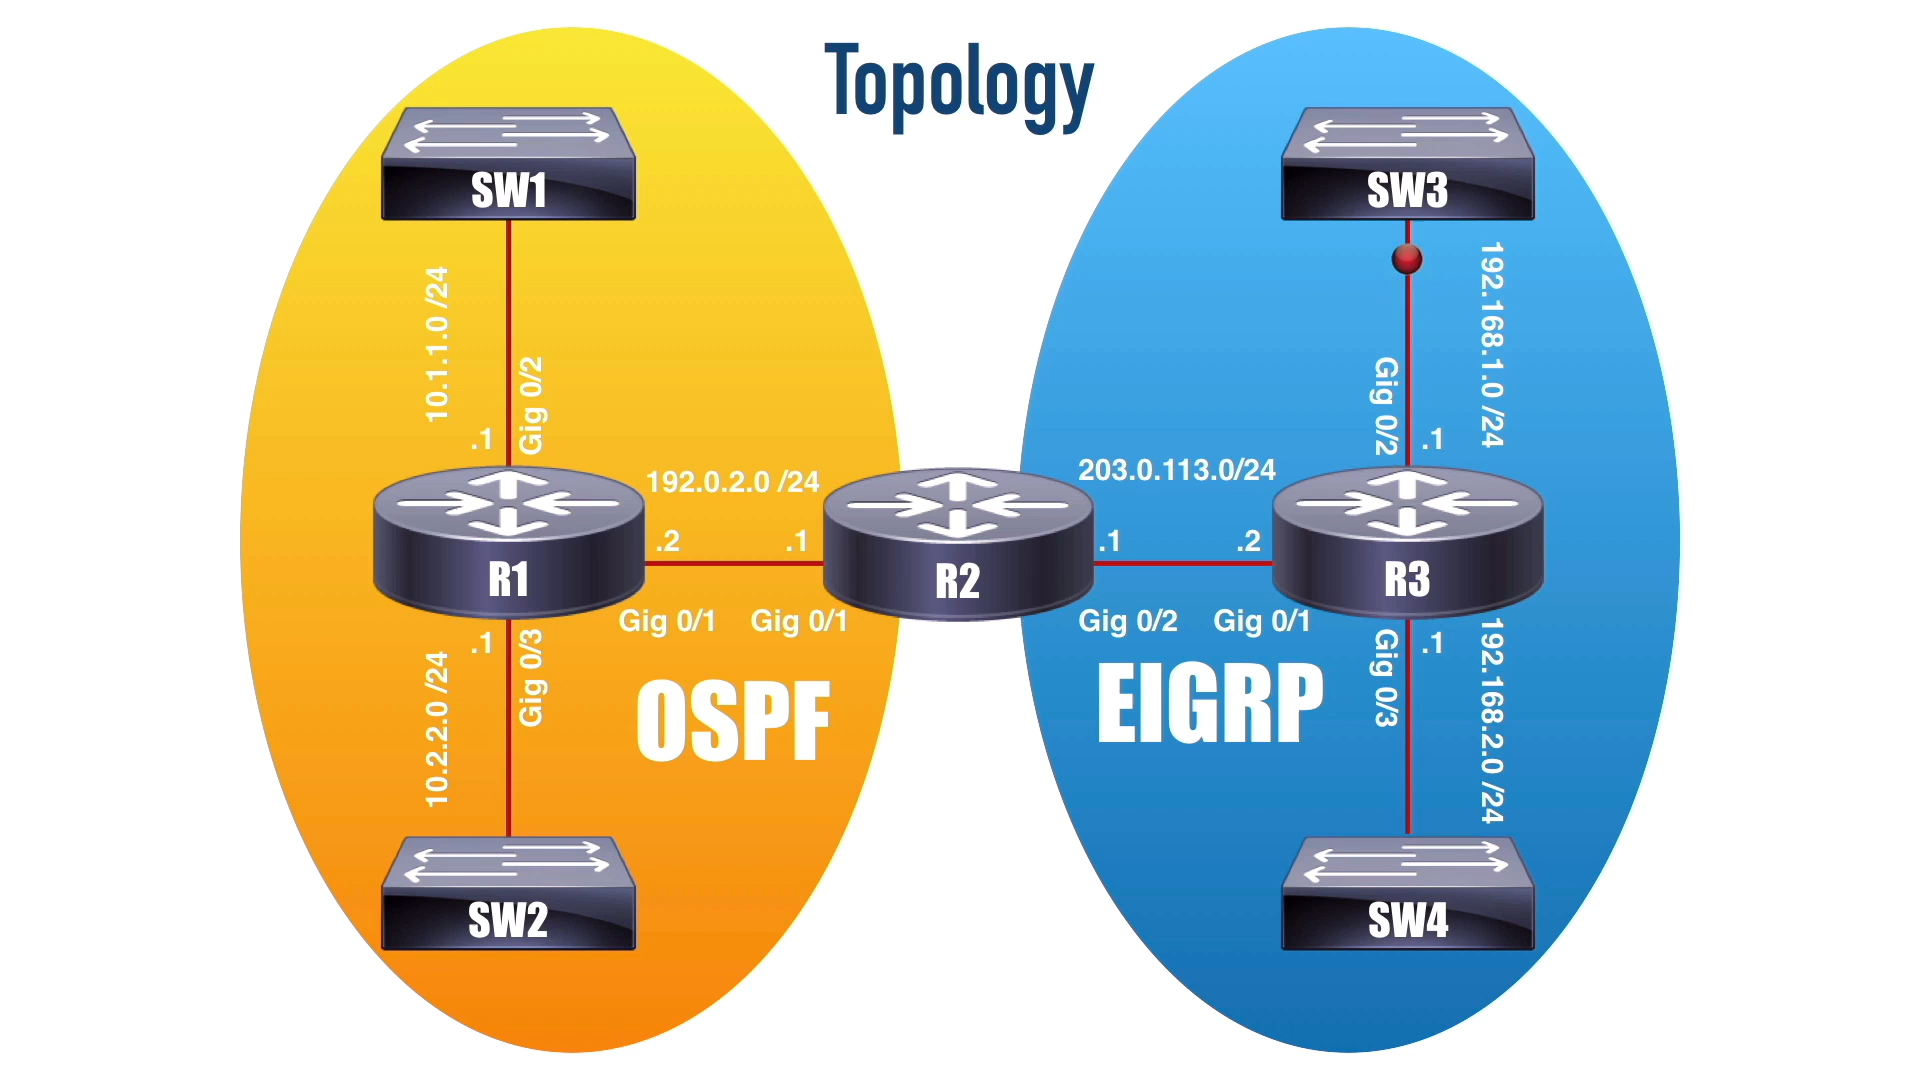 Topology
SW1
SW3
10.1.1.0 /24
Gig 0/2
.1
Gig 0/2
.1
192.168.1.0 /24
192.0.2.0 /24
203.0.113.0/24
.2
.1
.1
.2
R1
R2
R3
Gig 0/1
Gig 0/1
Gig 0/2
Gig 0/1
.1
Gig 0/3
10.2.2.0 /24
OSPF
EIGRP
Gig 0/3
.1
192.168.2.0 /24
SW2
SW4